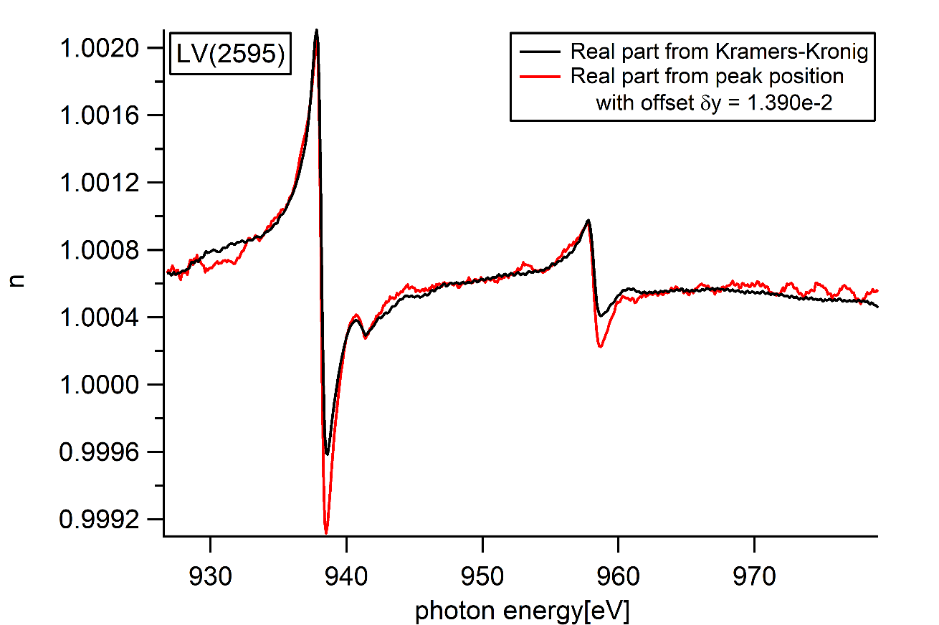 LV(2595)
Real part from Kramers-Kronig
Real part from peak position
with offset δy = 1.390e-2
1.0020
1.0016
1.0012
1.0008
1.0004
1.0000
0.9996
0.9992
n
930
940
950
960
970
photon energy[eV]